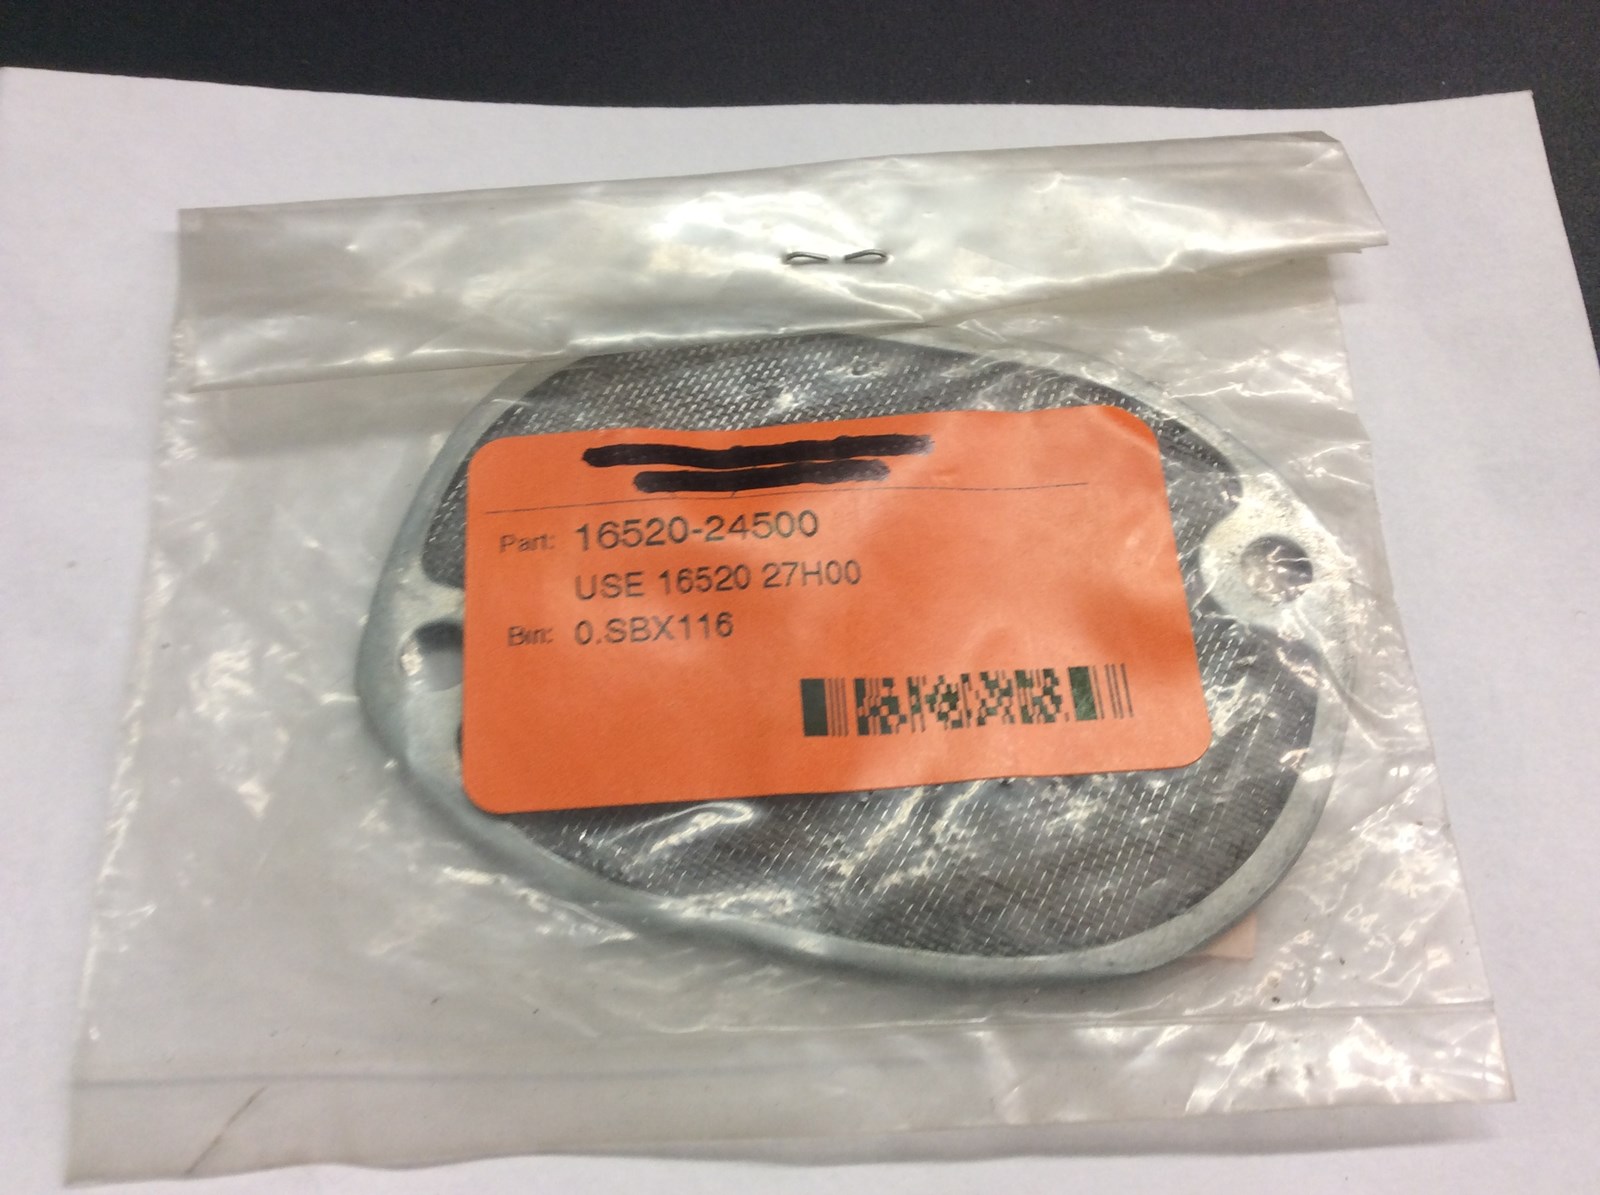 Part: 16520-24500
USE 16520 27H00
Bin: 0.SBX116